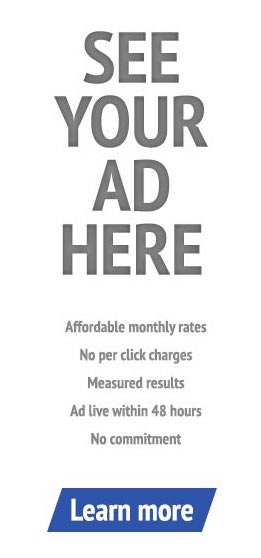 SEE
YOUR
AD
HERE
Affordable monthly rates
No per click charges
Measured results
Ad live within 48 hours
No commitment
Learn more